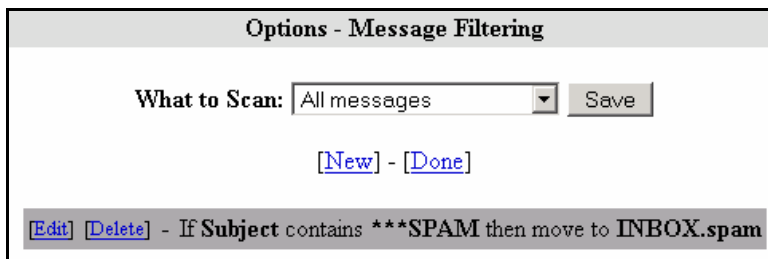 Options - Message Filtering
What to Scan: All messages Save
[New] - [Done]
[Edit] [Delete] - If Subject contains ***SPAM then move to INBOX.spam